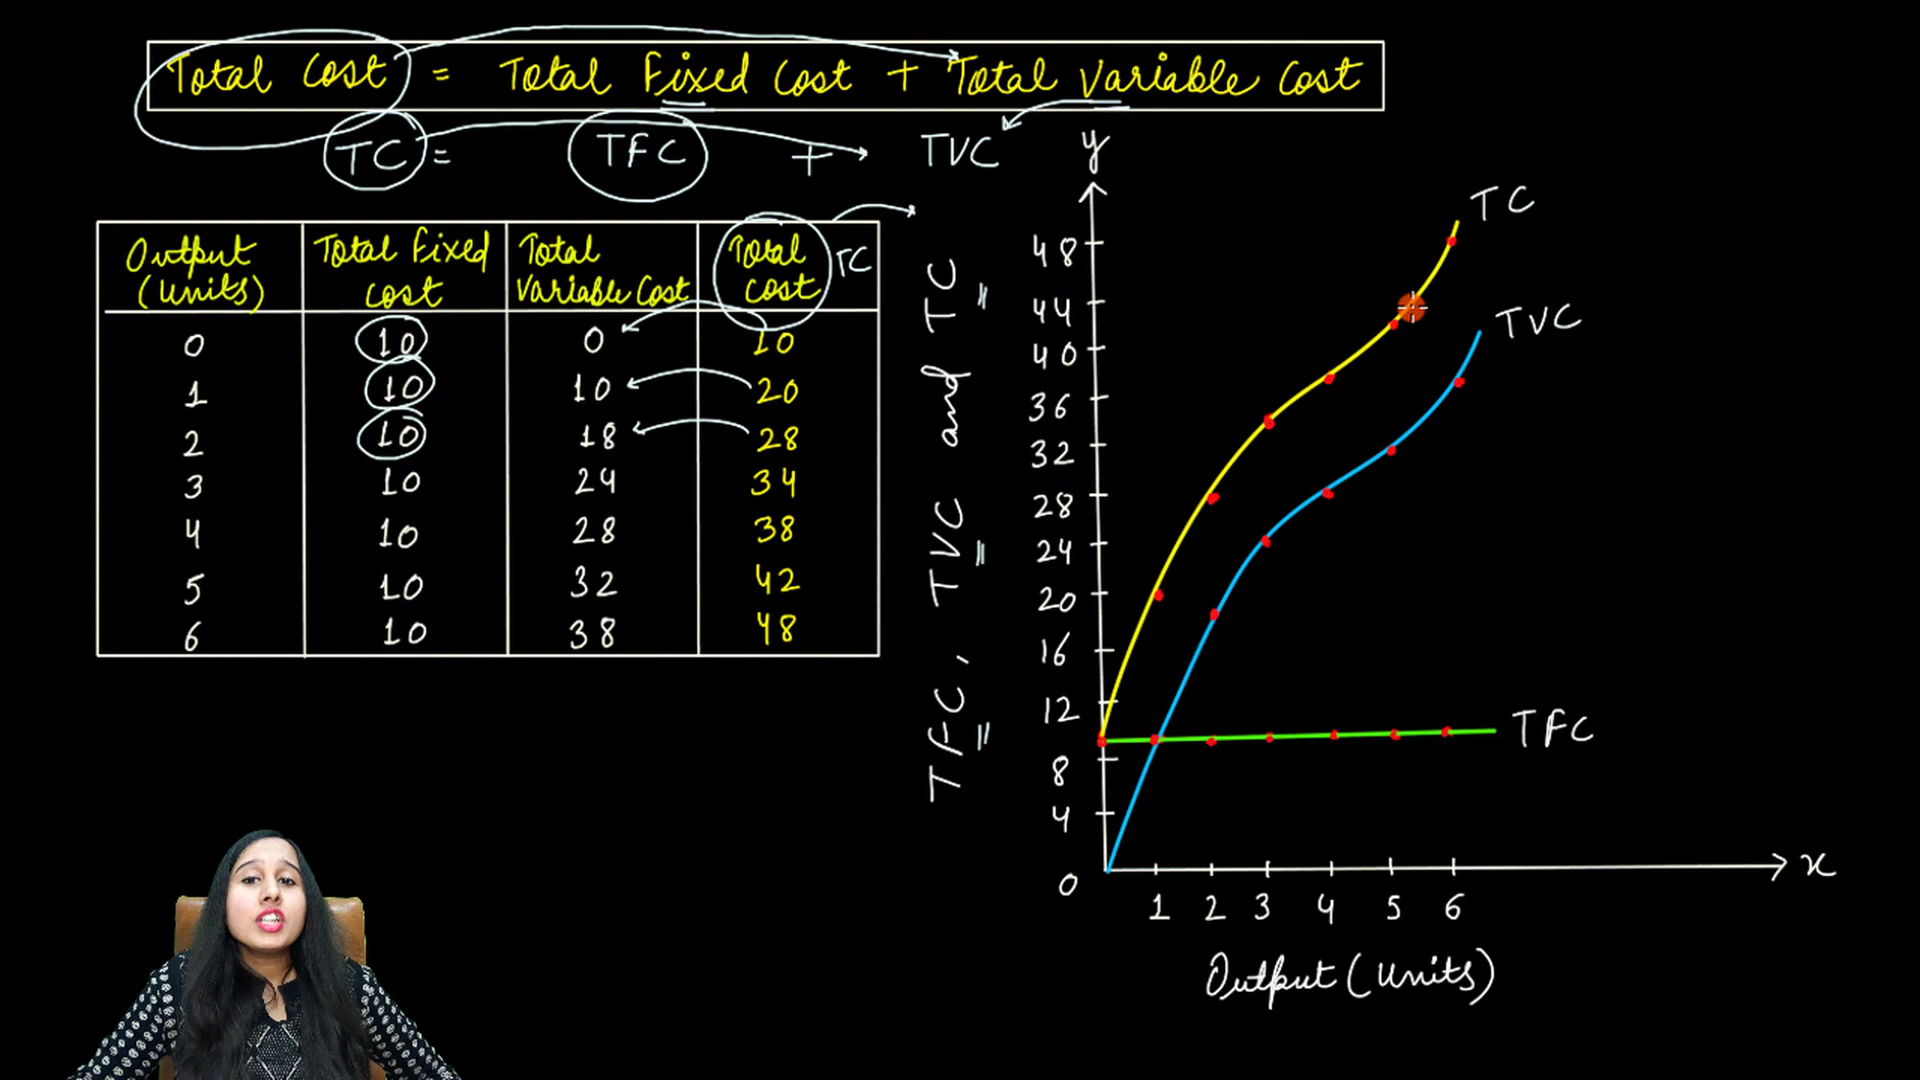 Total Cost = Total Fixed Cost + Total Variable Cost
TC = TFC + TVC
Output (Units) Total Fixed Cost Total Variable Cost Total Cost TC
0 10 0 10
1 10 10 20
2 10 18 28
3 10 24 34
4 10 28 38
5 10 32 42
6 10 38 48
TFC, TVC and TC
y
48
44
40
36
32
28
24
20
16
12
8
4
0
TC
TVC
TFC
x
1 2 3 4 5 6
Output (Units)